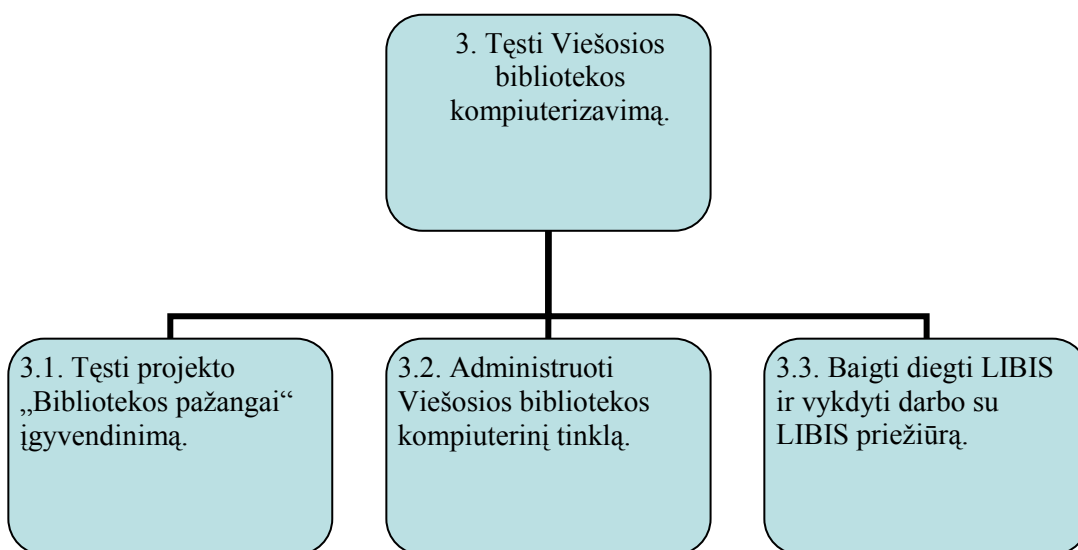 3. Tęsti Viešosios
bibliotekos
kompiuterizavimą.
3.1. Tęsti projekto
„Bibliotekos pažangai“
įgyvendinimą.
3.2. Administruoti
Viešosios bibliotekos
kompiuterinį tinklą.
3.3. Baigti diegti LIBIS
ir vykdyti darbo su
LIBIS priežiūrą.